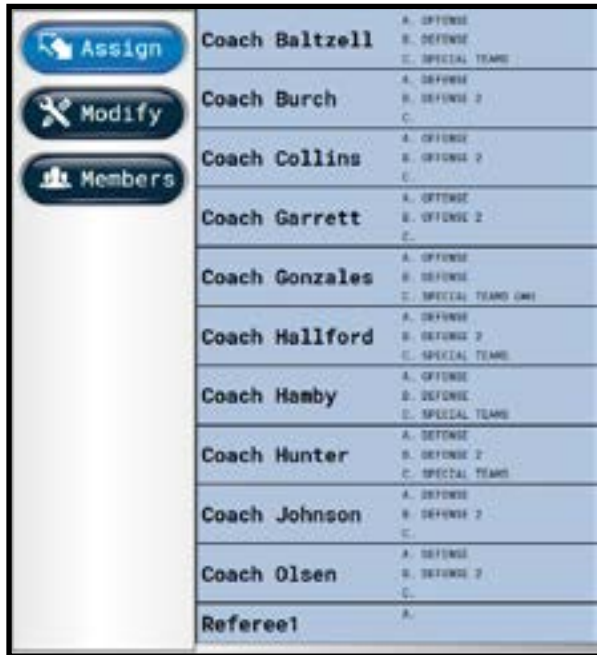 Assign
Modify
Members
Coach Baltzell
A. OFFENSE
B. DEFENSE
C. SPECIAL TEAMS
Coach Burch
A. DEFENSE
B. DEFENSE 2
C.
Coach Collins
A. OFFENSE
B. OFFENSE 2
C.
Coach Garrett
A. OFFENSE
B. OFFENSE 2
C.
Coach Gonzales
A. OFFENSE
B. DEFENSE
C. SPECIAL TEAMS
Coach Hallford
A. DEFENSE
B. DEFENSE 2
C. SPECIAL TEAMS
Coach Hamby
A. OFFENSE
B. DEFENSE
C. SPECIAL TEAMS
Coach Hunter
A. DEFENSE
B. DEFENSE 2
C. SPECIAL TEAMS
Coach Johnson
A. DEFENSE
B. DEFENSE 2
C.
Coach Olsen
A. DEFENSE
B. DEFENSE 2
C.
Referee1
A.